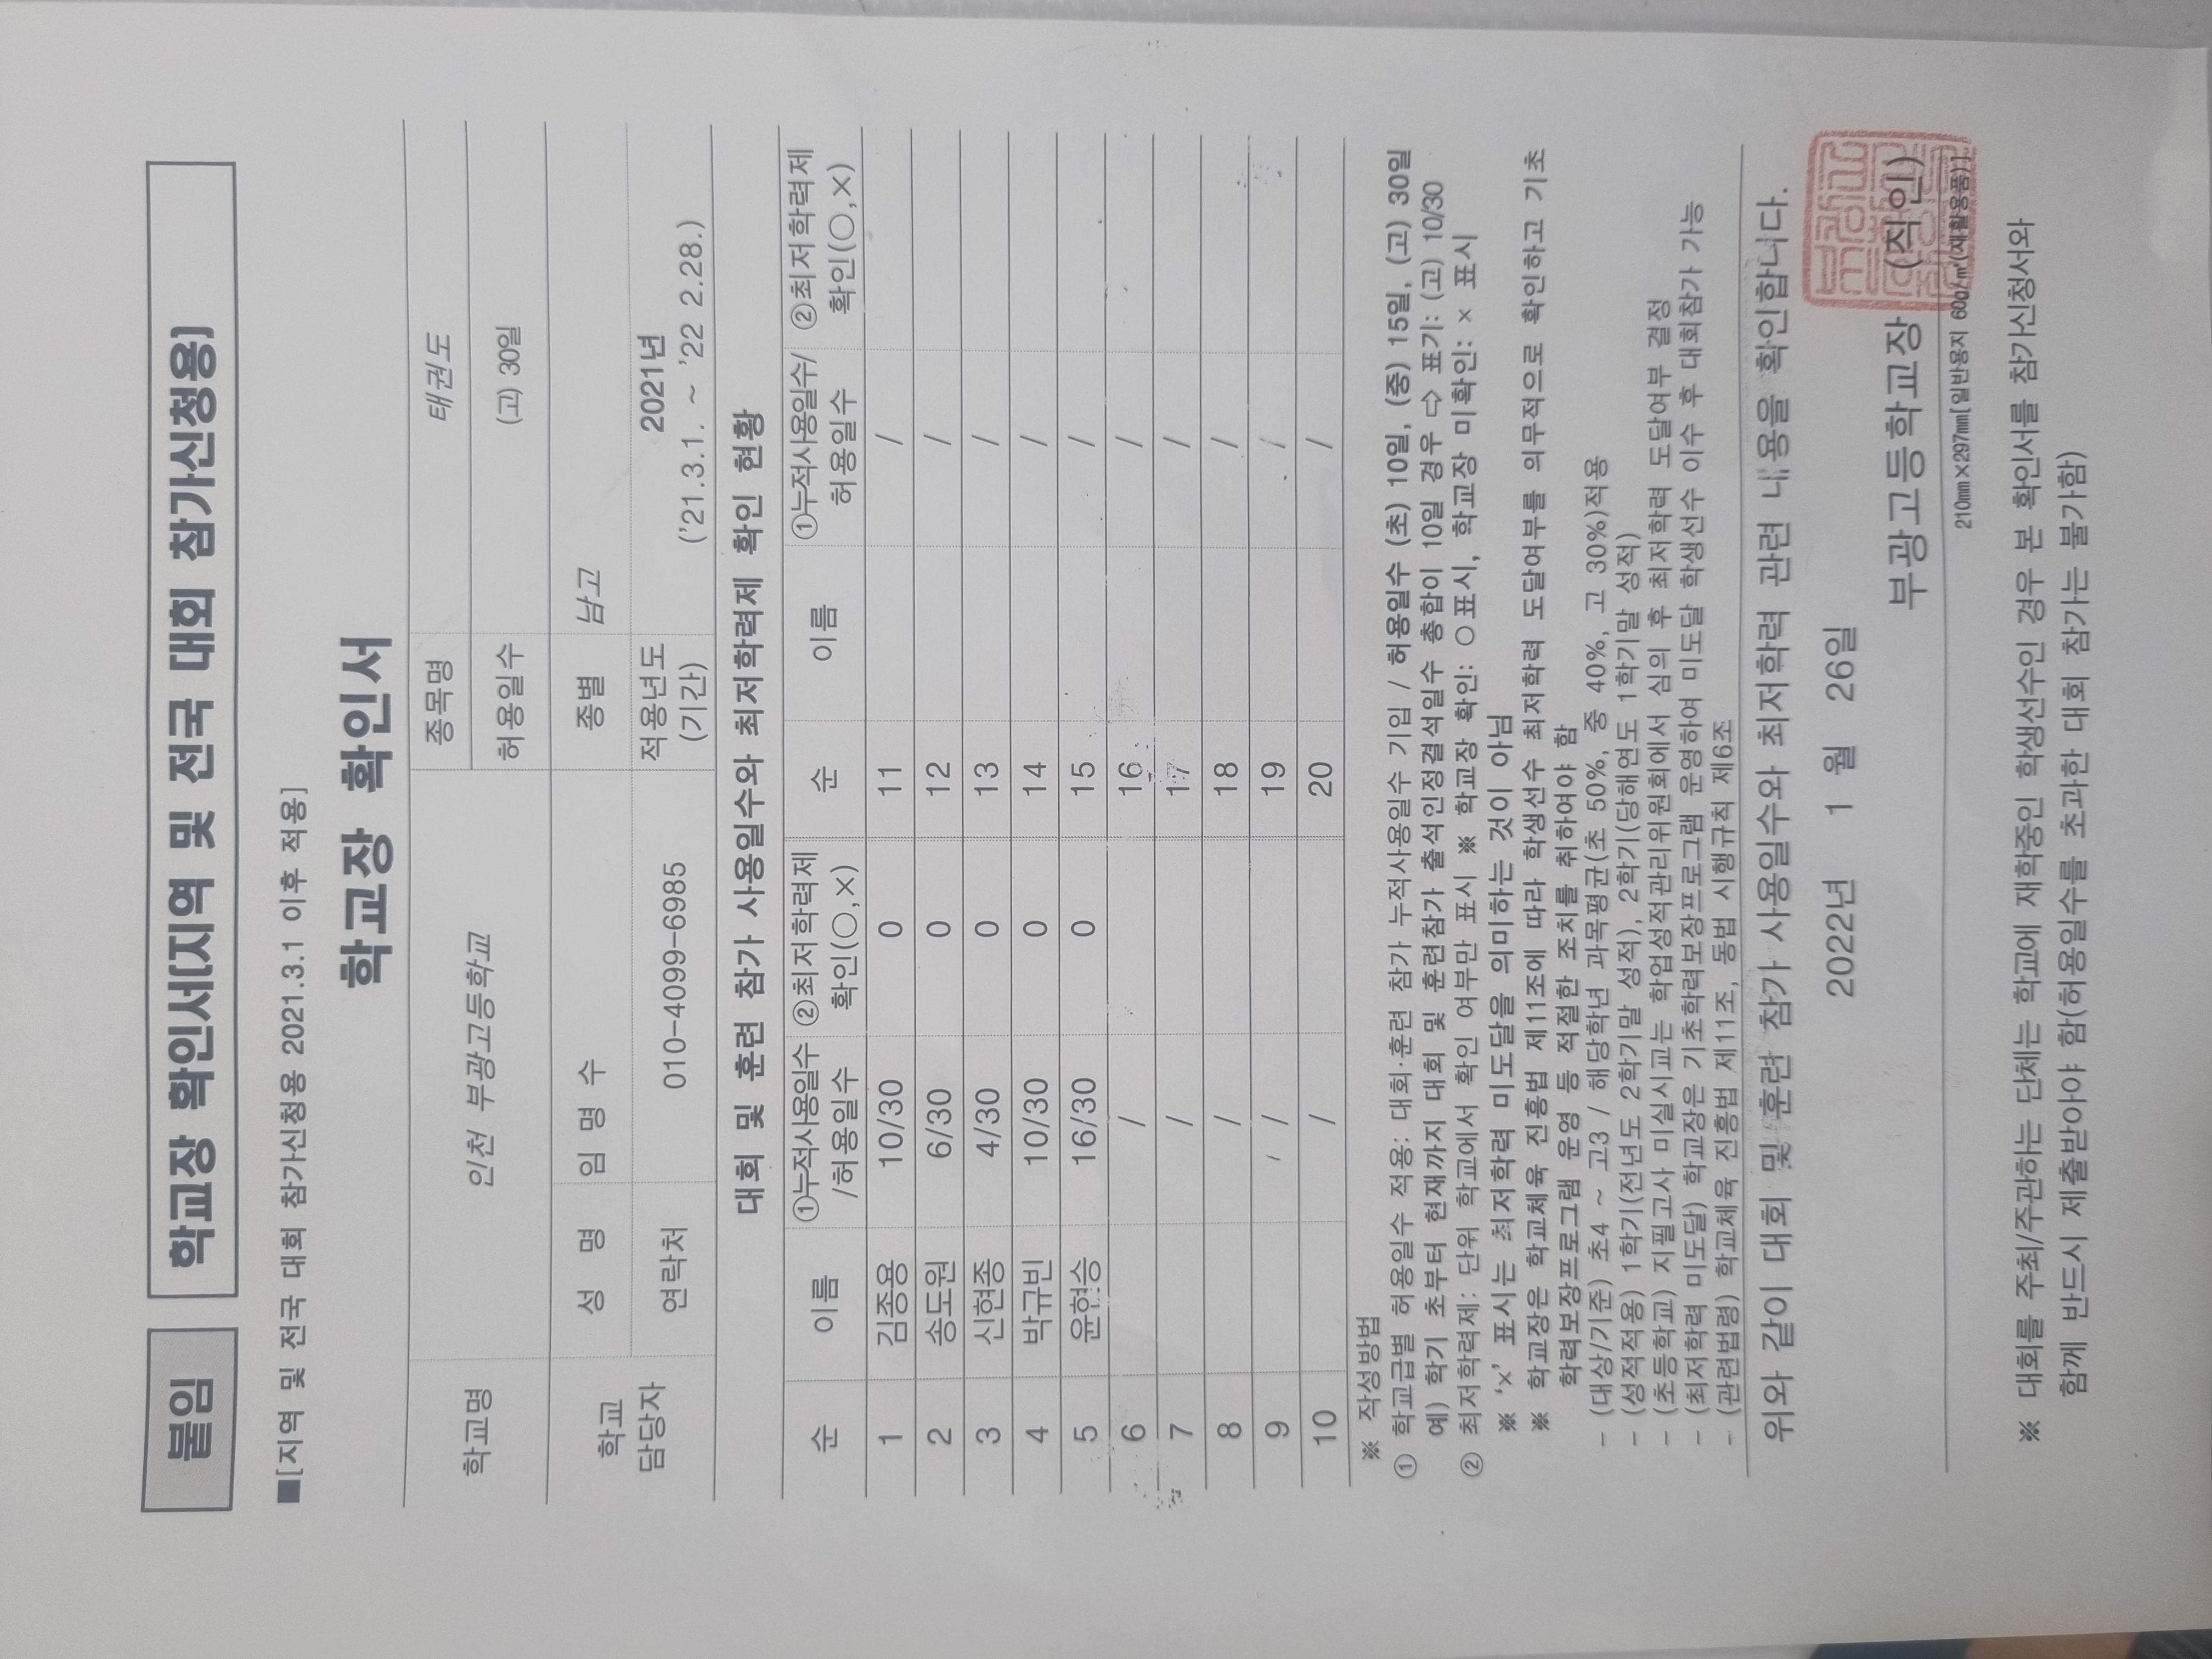 붙임
학교장 확인서[지역 및 전국 대회 참가신청용]
■[지역 및 전국 대회 참가신청용 2021.3.1 이후 적용]
학교장 확인서
학교명 인천 부광고등학교 종목명 태권도
허용일수 (고) 30일
학교 담당자 성 명 임 명 수 종별 남고
연락처 010-4099-6985 적용년도 (기간) 2021년 ('21.3.1. ~ '22 2.28.)
대회 및 훈련 참가 사용일수와 최저학력제 확인 현황
순 이름 ①누적사용일수/허용일수 ②최저학력제 확인(○,×) 순 이름 ①누적사용일수/허용일수 ②최저학력제 확인(○,×)
1 김종용 10/30 0 11 /
2 송도원 6/30 0 12 /
3 신현종 4/30 0 13 /
4 박규빈 10/30 0 14 /
5 윤현승 16/30 0 15 /
6 / 16 /
7 / 17 /
8 / 18 /
9 / 19 /
10 / 20 /
※ 작성방법
① 학교급별 허용일수 적용: 대회·훈련 참가 누적사용일수 기입 / 허용일수 (초) 10일, (중) 15일, (고) 30일
예) 학기 초부터 현재까지 대회 및 훈련참가 출석인정결석일수 총합이 10일 경우 ⇨ 표기: (고) 10/30
② 최저학력제: 단위 학교에서 확인 여부만 표시 ※ 학교장 확인: ○표시, 학교장 미확인: × 표시
※ '×' 표시는 최저학력 미도달을 의미하는 것이 아님
※ 학교장은 학교체육 진흥법 제11조에 따라 학생선수 최저학력 도달여부를 의무적으로 확인하고 기초
학력보장프로그램 운영 등 적절한 조치를 취하여야 함
- (대상/기준) 초4 ~ 고3 / 해당학년 과목평균(초 50%, 중 40%, 고 30%)적용
- (성적적용) 1학기(전년도 2학기말 성적), 2학기(당해연도 1학기말 성적)
- (초등학교) 지필고사 미실시교는 학업성적관리위원회에서 심의 후 최저학력 도달여부 결정
- (최저학력 미도달) 학교장은 기초학력보장프로그램 운영하여 미도달 학생선수 이수 후 대회참가 가능
- (관련법령) 학교체육 진흥법 제11조, 동법 시행규칙 제6조
위와 같이 대회 및 훈련 참가 사용일수와 최저학력 관련 내용을 확인합니다.
2022년 1 월 26일
부광고등학교장 (직인)
210mm×297mm[일반용지 60g/㎡(재활용품)]
※ 대회를 주최/주관하는 단체는 학교에 재학중인 학생선수인 경우 본 확인서를 참가신청서와
함께 반드시 제출받아야 함(허용일수를 초과한 대회 참가는 불가함)